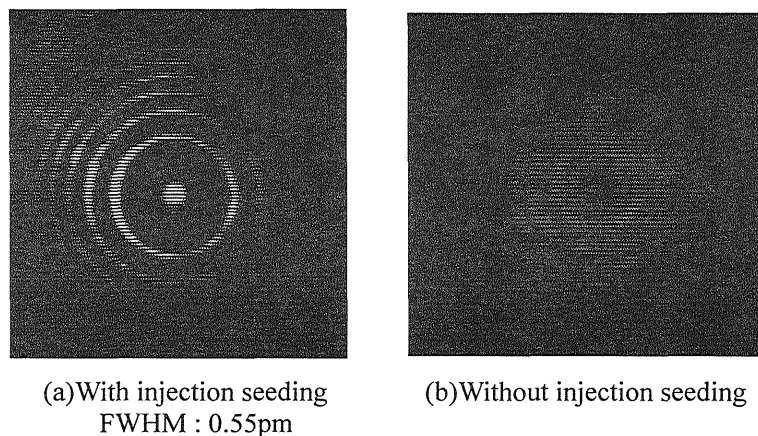 (a)With injection seeding
FWHM : 0.55pm
(b)Without injection seeding